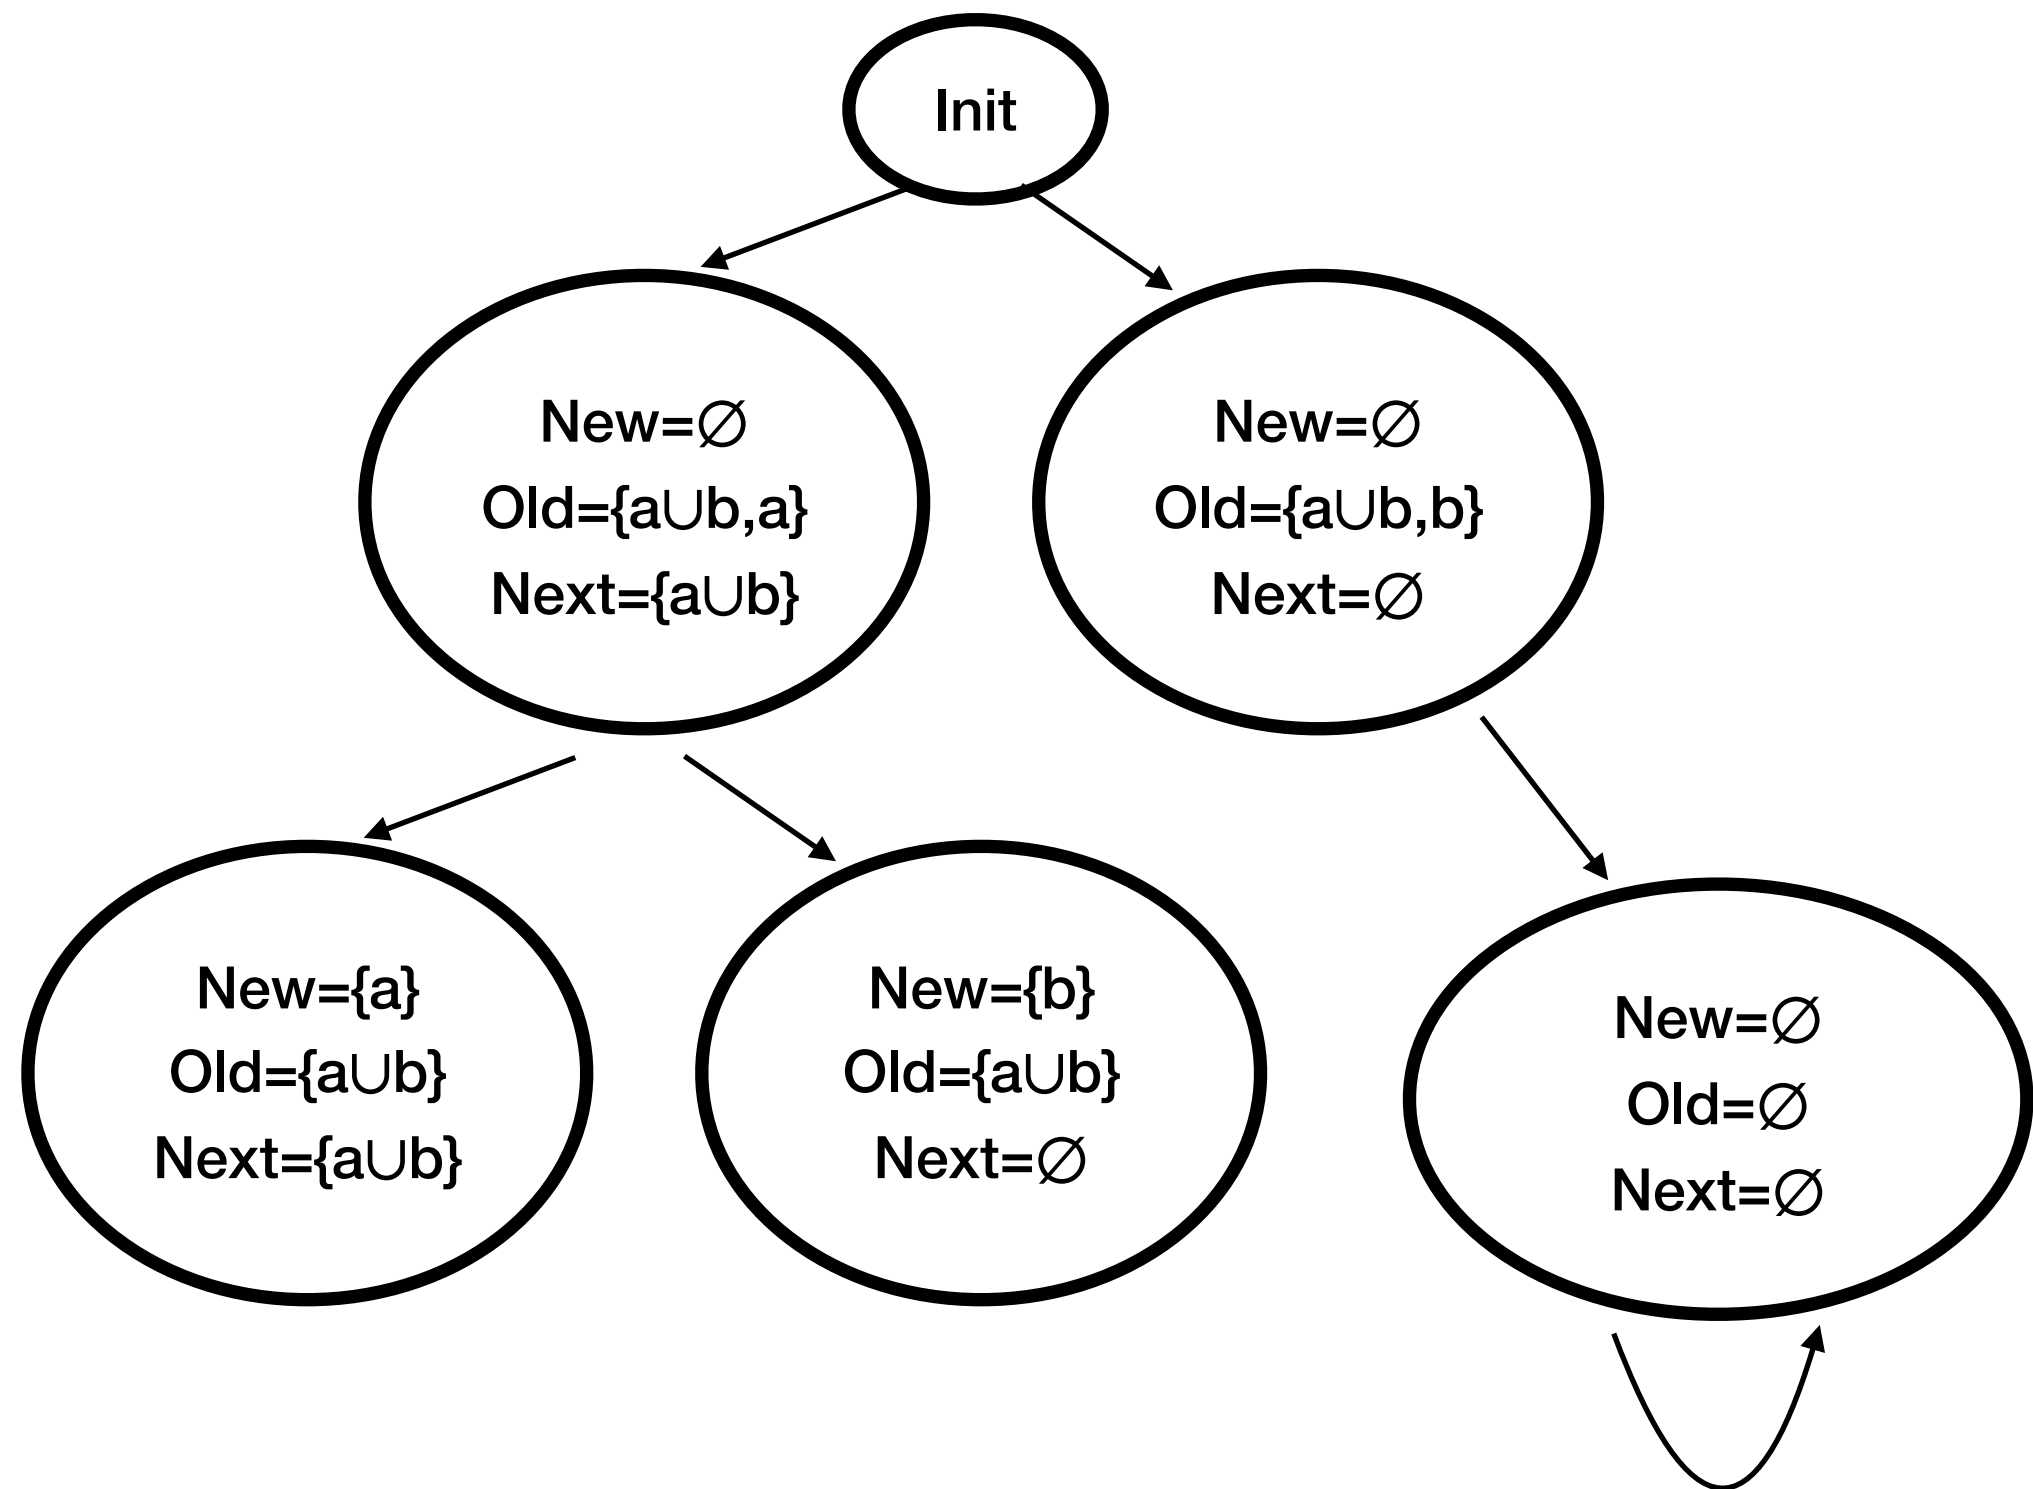 Init
New=∅
Old={a∪b,a}
Next={a∪b}
New=∅
Old={a∪b,b}
Next=∅
New={a}
Old={a∪b}
Next={a∪b}
New={b}
Old={a∪b}
Next=∅
New=∅
Old=∅
Next=∅